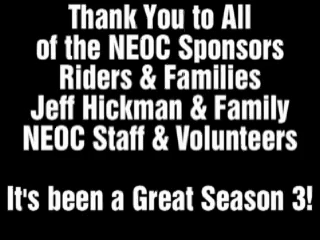 Thank You to All
of the NEOC Sponsors
Riders & Families
Jeff Hickman & Family
NEOC Staff & Volunteers
It's been a Great Season 3!